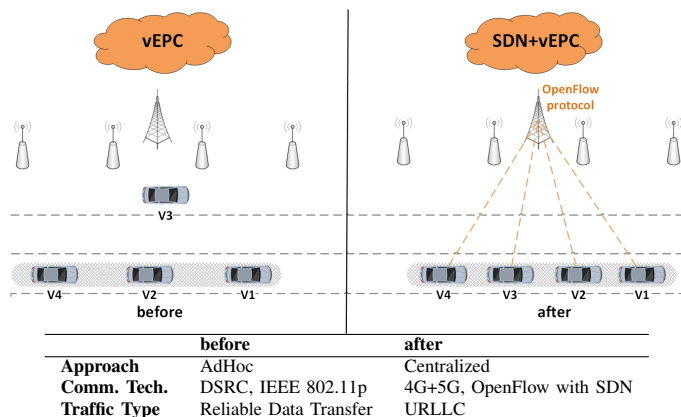 vEPC
SDN+vEPC
OpenFlow
protocol
V3
V4 V2 V1
V4 V3 V2 V1
before
after
before after
Approach AdHoc Centralized
Comm. Tech. DSRC, IEEE 802.11p 4G+5G, OpenFlow with SDN
Traffic Type Reliable Data Transfer URLLC